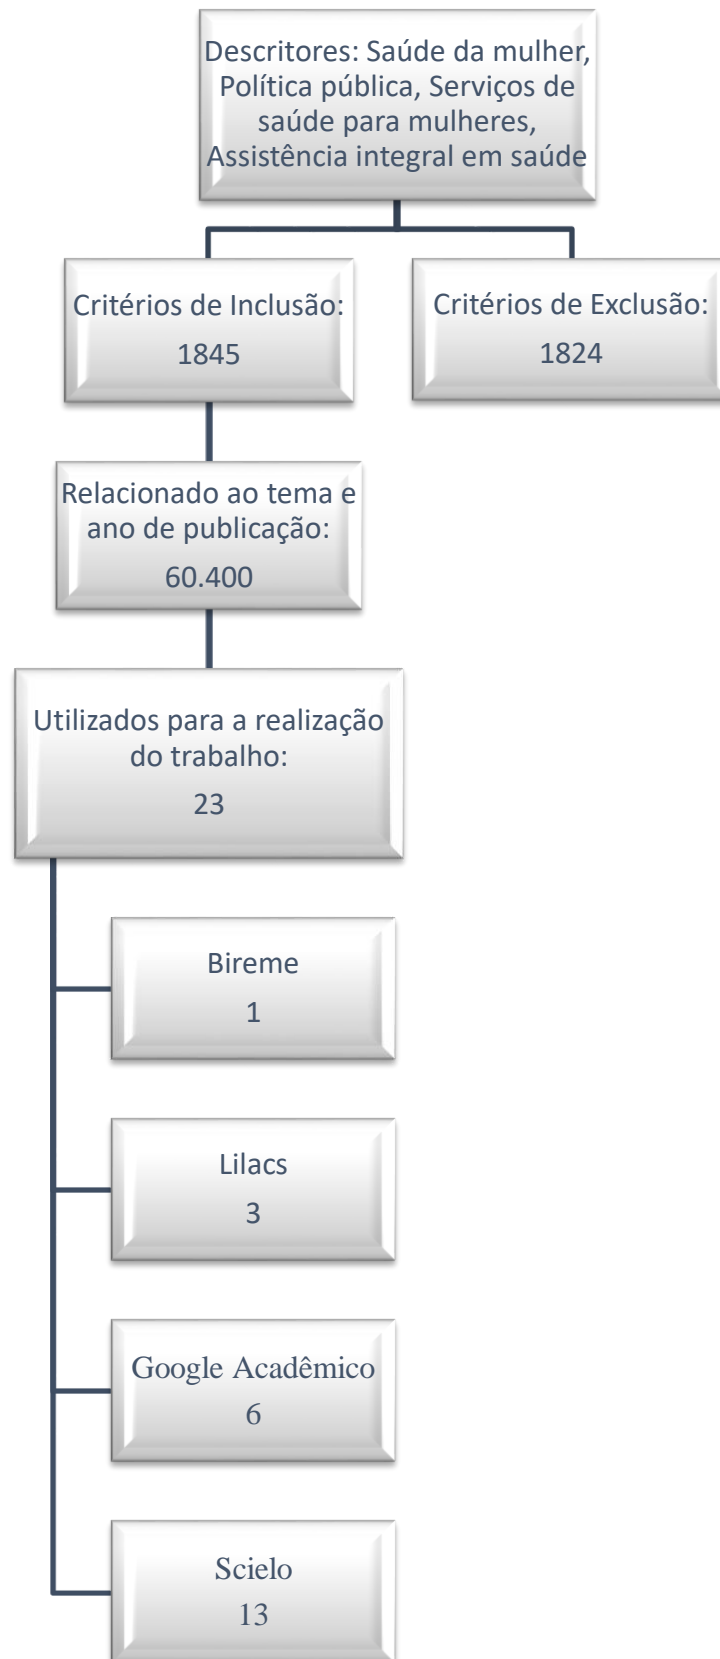 Descritores: Saúde da mulher,
Política pública, Serviços de
saúde para mulheres,
Assistência integral em saúde
Critérios de Inclusão:
1845
Critérios de Exclusão:
1824
Relacionado ao tema e
ano de publicação:
60.400
Utilizados para a realização
do trabalho:
23
Bireme
1
Lilacs
3
Google Acadêmico
6
Scielo
13